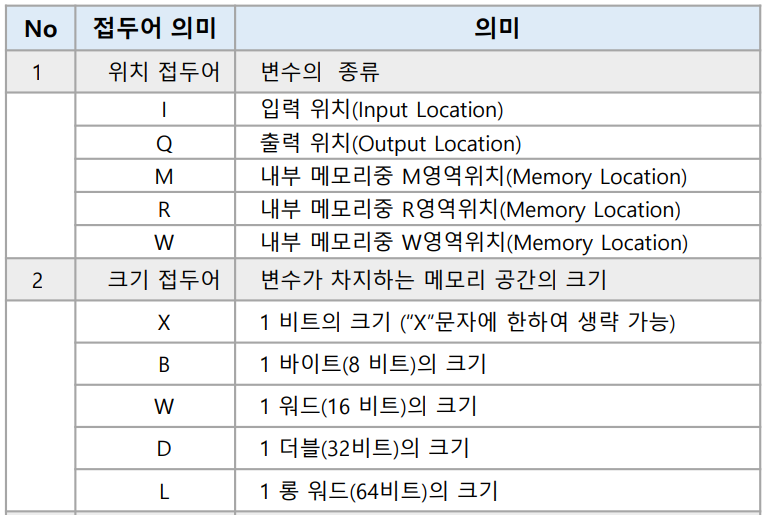 No 접두어 의미 의미
1 위치 접두어 변수의 종류
I 입력 위치(Input Location)
Q 출력 위치(Output Location)
M 내부 메모리중 M영역위치(Memory Location)
R 내부 메모리중 R영역위치(Memory Location)
W 내부 메모리중 W영역위치(Memory Location)
2 크기 접두어 변수가 차지하는 메모리 공간의 크기
X 1 비트의 크기 (“X”문자에 한하여 생략 가능)
B 1 바이트(8 비트)의 크기
W 1 워드(16 비트)의 크기
D 1 더블(32비트)의 크기
L 1 롱 워드(64비트)의 크기